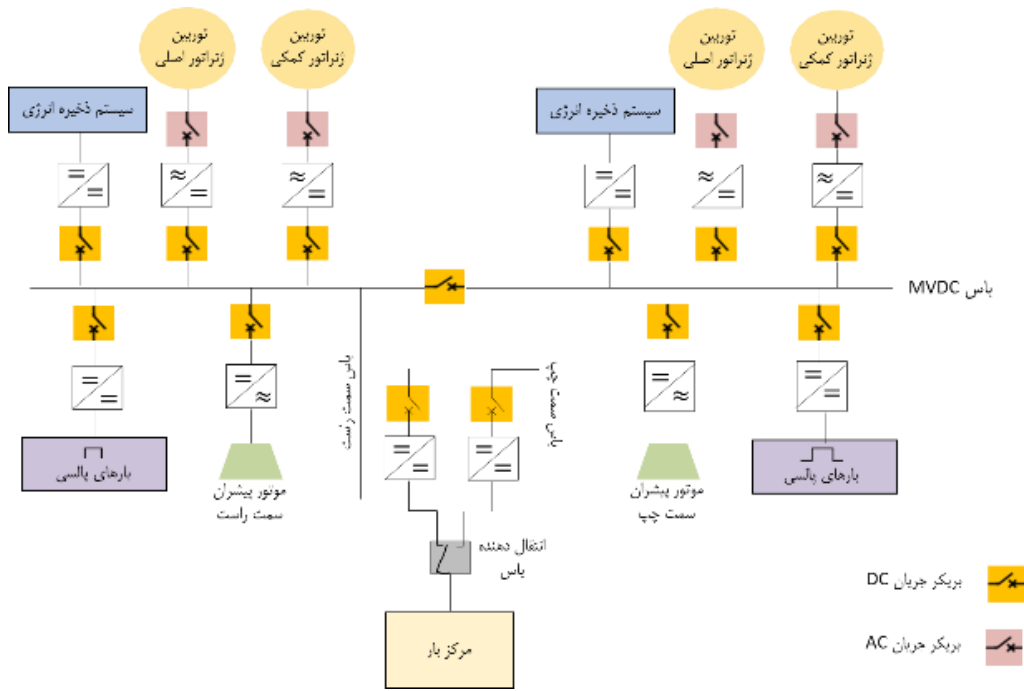 توربین
ژنراتور کمکی
توربین
ژنراتور اصلی
توربین
ژنراتور کمکی
توربین
ژنراتور اصلی
سیستم ذخیره انرژی
سیستم ذخیره انرژی
باس MVDC
باس سمت راست
باس سمت چپ
بارهای پالسی
موتور پیشران
سمت چپ
موتور پیشران
سمت راست
بارهای پالسی
انتقال دهنده
باس
مرکز بار
بریکر جریان DC
بریکر جریان AC